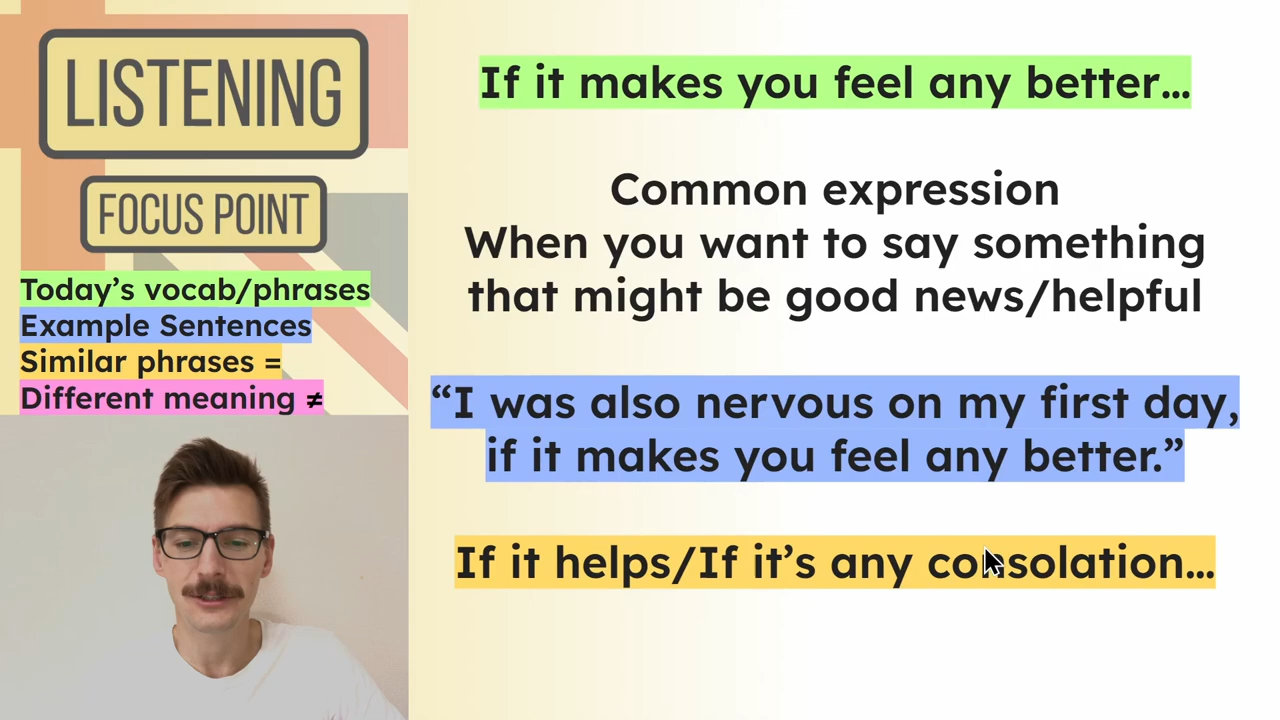 LISTENING
FOCUS POINT
Today’s vocab/phrases
Example Sentences
Similar phrases =
Different meaning ≠
If it makes you feel any better...
Common expression
When you want to say something
that might be good news/helpful
“I was also nervous on my first day,
if it makes you feel any better.”
If it helps/If it’s any consolation...